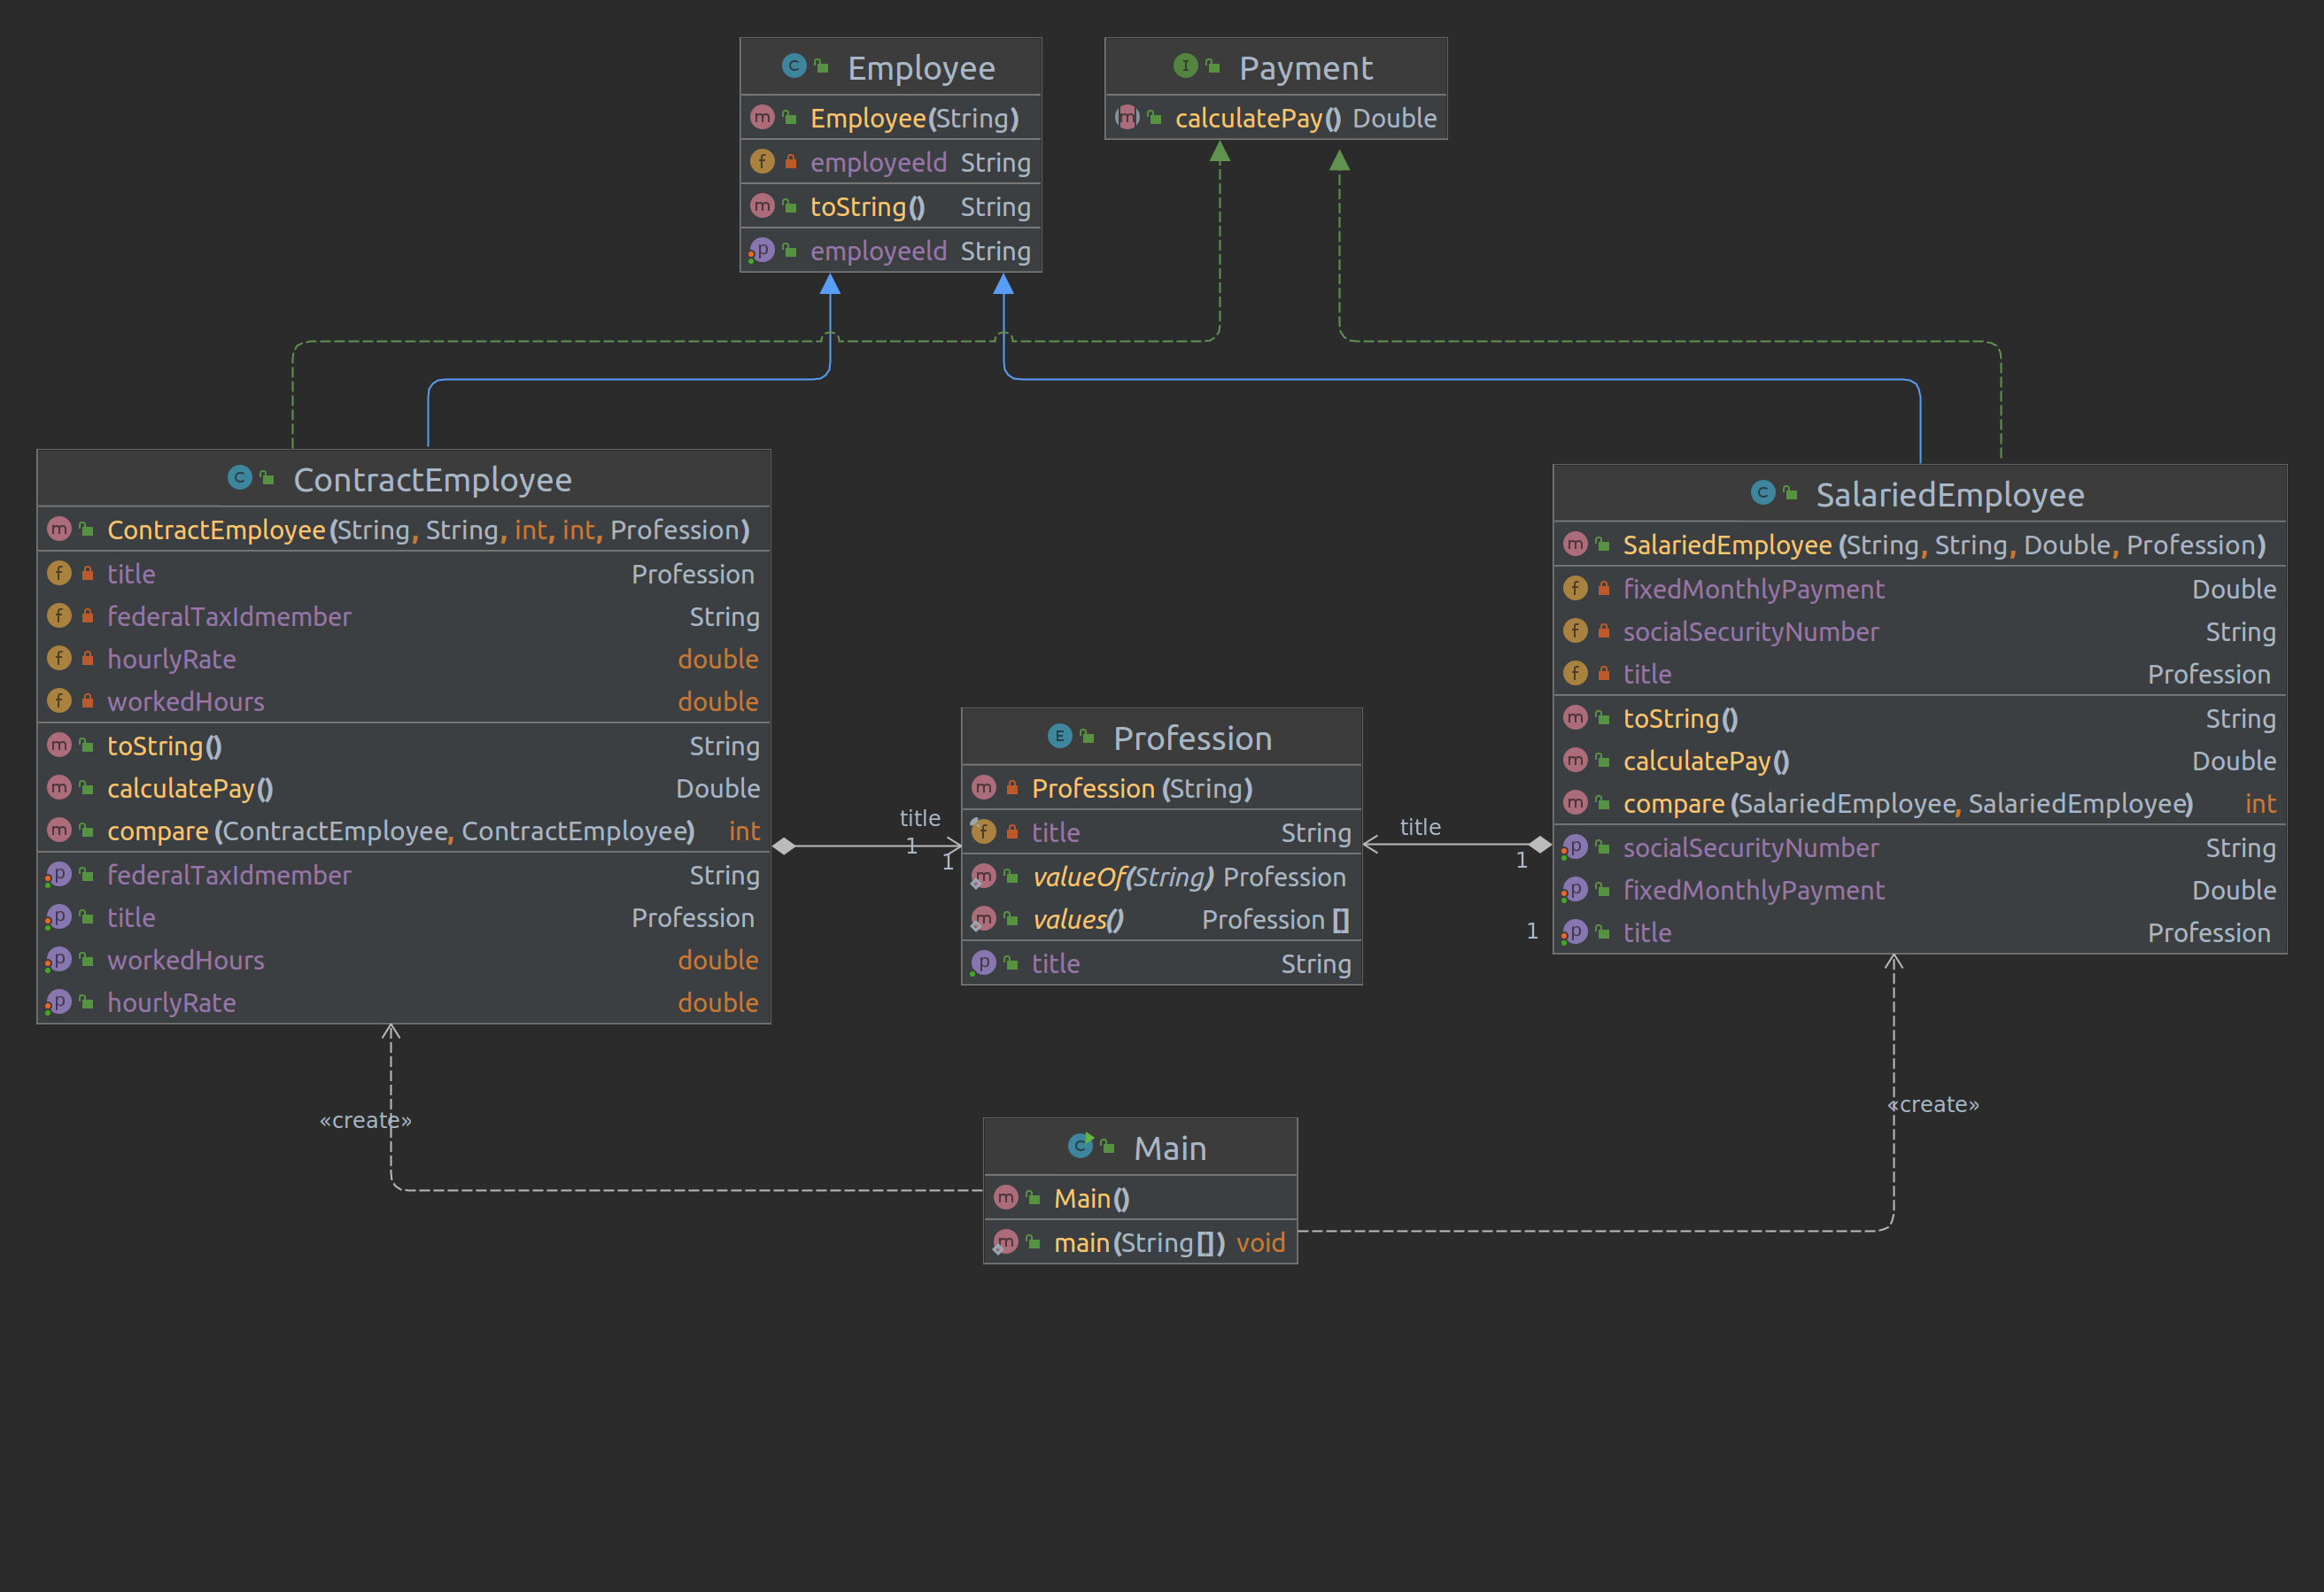 Employee
Employee(String)
employeeId String
toString() String
employeeId String
Payment
calculatePay() Double
ContractEmployee
ContractEmployee(String, String, int, int, Profession)
title Profession
federalTaxIdmember String
hourlyRate double
workedHours double
toString() String
calculatePay() Double
compare(ContractEmployee, ContractEmployee) int
federalTaxIdmember String
title Profession
workedHours double
hourlyRate double
title
1
1
Profession
Profession(String)
title String
valueOf(String) Profession
values() Profession[]
title String
title
1
1
SalariedEmployee
SalariedEmployee(String, String, Double, Profession)
fixedMonthlyPayment Double
socialSecurityNumber String
title Profession
toString() String
calculatePay() Double
compare(SalariedEmployee, SalariedEmployee) int
socialSecurityNumber String
fixedMonthlyPayment Double
title Profession
«create»
«create»
Main
Main()
main(String[]) void